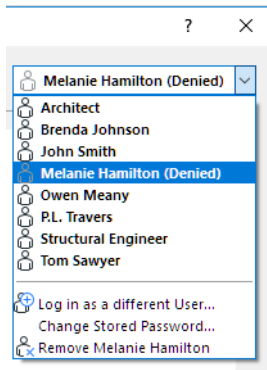 ?
Melanie Hamilton (Denied)
Architect
Brenda Johnson
John Smith
Melanie Hamilton (Denied)
Owen Meany
P.L. Travers
Structural Engineer
Tom Sawyer
Log in as a different User...
Change Stored Password...
Remove Melanie Hamilton